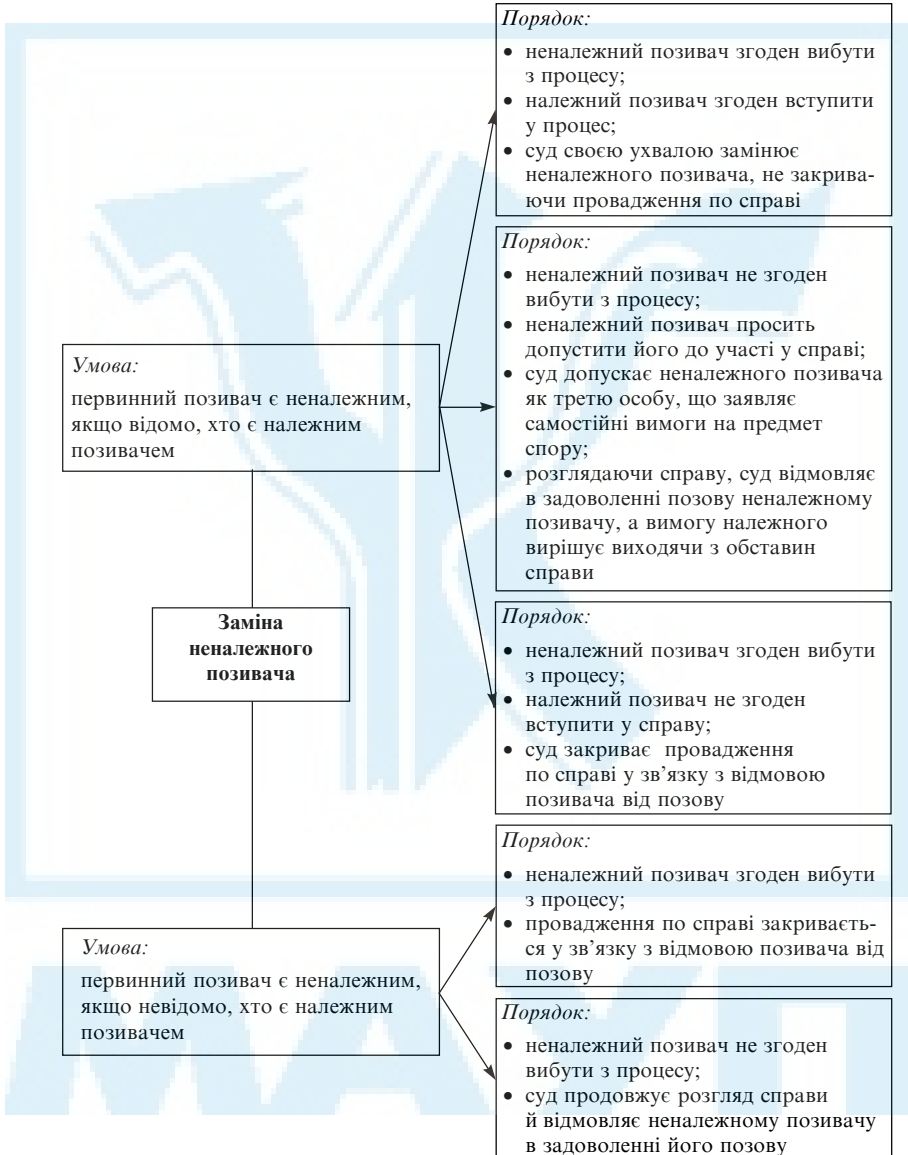 Порядок:
• неналежний позивач згоден вибути
з процесу;
• належний позивач згоден вступити
у процес;
• суд своєю ухвалою замінює
неналежного позивача, не закрива-
ючи провадження по справі
Порядок:
• неналежний позивач не згоден
вибути з процесу;
• неналежний позивач просить
допустити його до участі у справі;
• суд допускає неналежного позивача
як третю особу, що заявляє
самостійні вимоги на предмет
спору;
• розглядаючи справу, суд відмовляє
в задоволенні позову неналежному
позивачу, а вимогу належного
вирішує виходячи з обставин
справи
Умова:
первинний позивач є неналежним,
якщо відомо, хто є належним
позивачем
Заміна
неналежного
позивача
Порядок:
• неналежний позивач згоден вибути
з процесу;
• належний позивач не згоден
вступити у справу;
• суд закриває провадження
по справі у зв’язку з відмовою
позивача від позову
Порядок:
• неналежний позивач згоден вибути
з процесу;
• провадження по справі закриваєть-
ся у зв’язку з відмовою позивача від
позову
Умова:
первинний позивач є неналежним,
якщо невідомо, хто є належним
позивачем
Порядок:
• неналежний позивач не згоден
вибути з процесу;
• суд продовжує розгляд справи
й відмовляє неналежному позивачу
в задоволенні його позову
МАУП